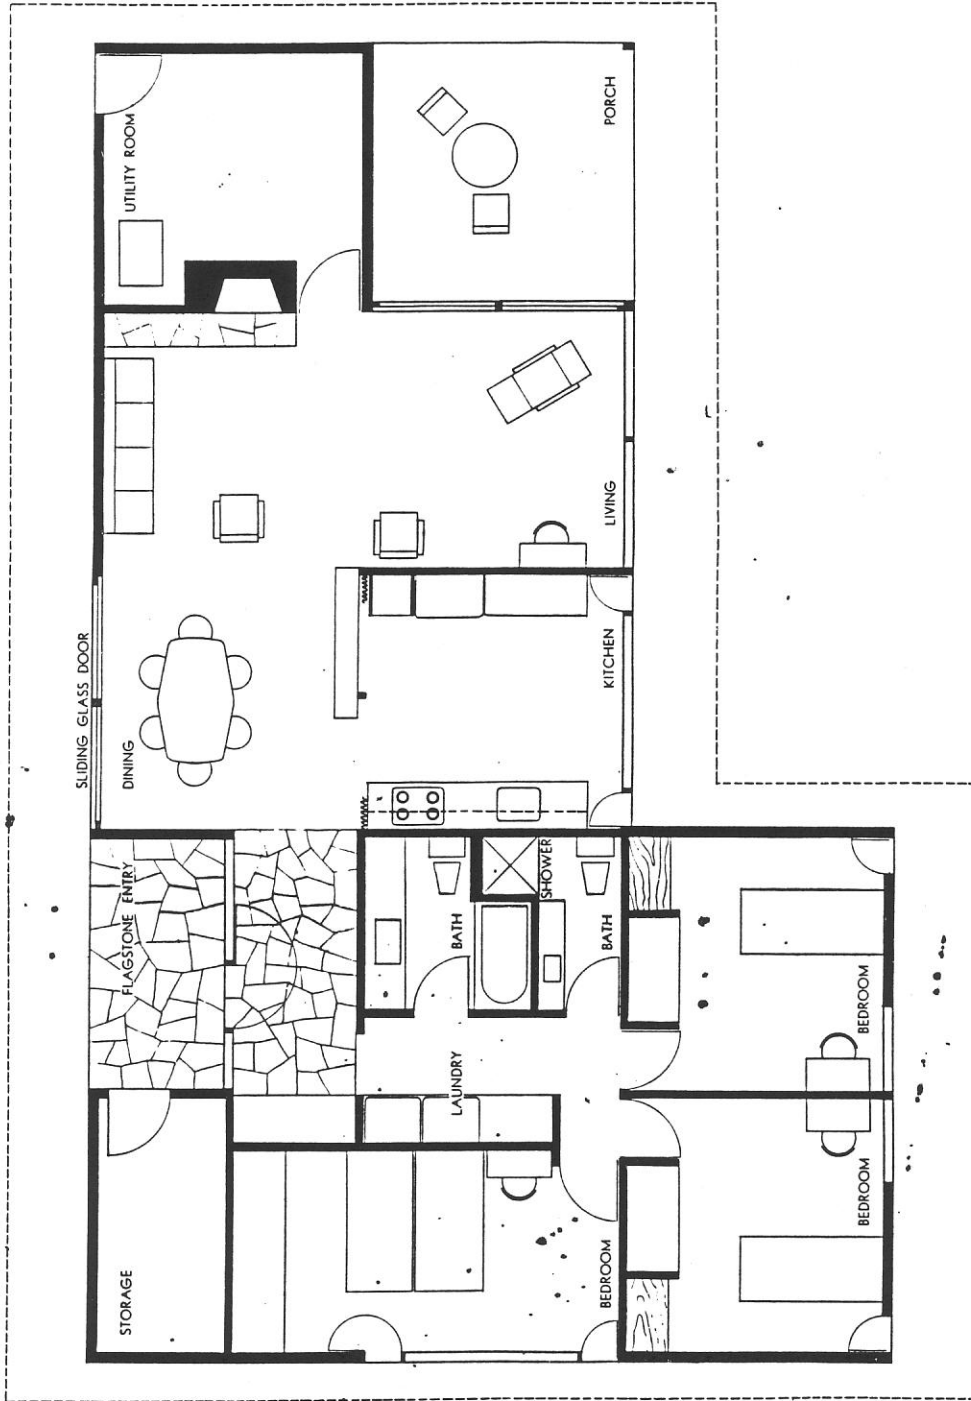 UTILITY ROOM
PORCH
LIVING
SLIDING GLASS DOOR
DINING
KITCHEN
FLAGSTONE ENTRY
BATH
SHOWER
BATH
LAUNDRY
BEDROOM
STORAGE
BEDROOM
BEDROOM